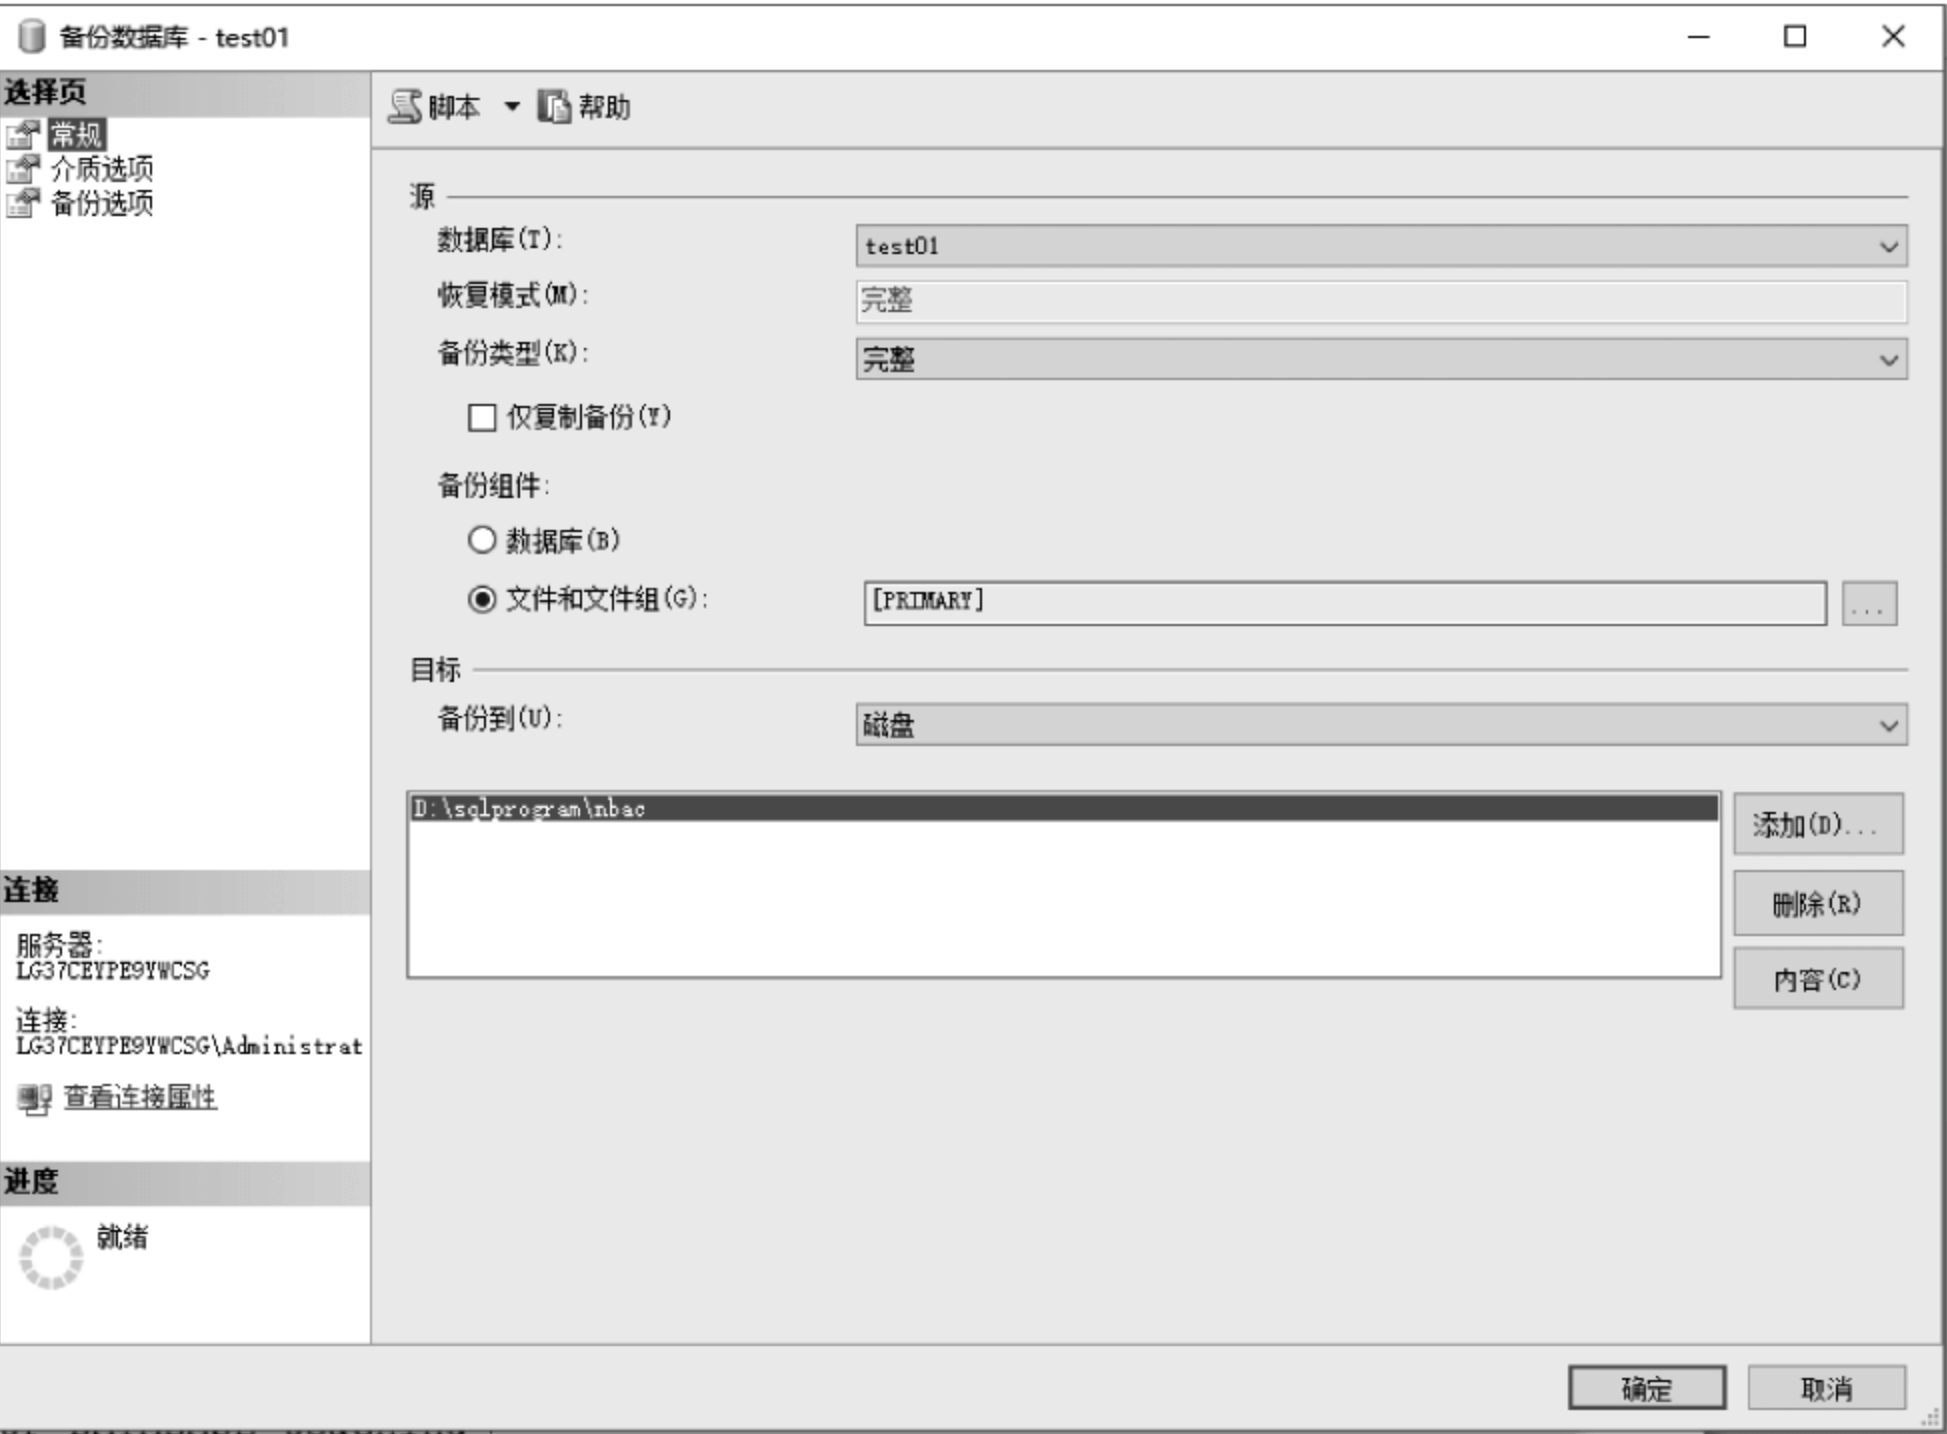 备份数据库 - test01
选择页
常规
介质选项
备份选项
脚本 帮助
源
数据库(T): test01
恢复模式(M): 完整
备份类型(K): 完整
仅复制备份(Y)
备份组件:
数据库(B)
文件和文件组(G): [PRIMARY] ...
目标
备份到(U): 磁盘
D:\sqlprogram\nbac
添加(D)...
删除(R)
内容(C)
连接
服务器:
LG37CEYPE9YWCSG
连接:
LG37CEYPE9YWCSG\Administrat
查看连接属性
进度
就绪
确定 取消